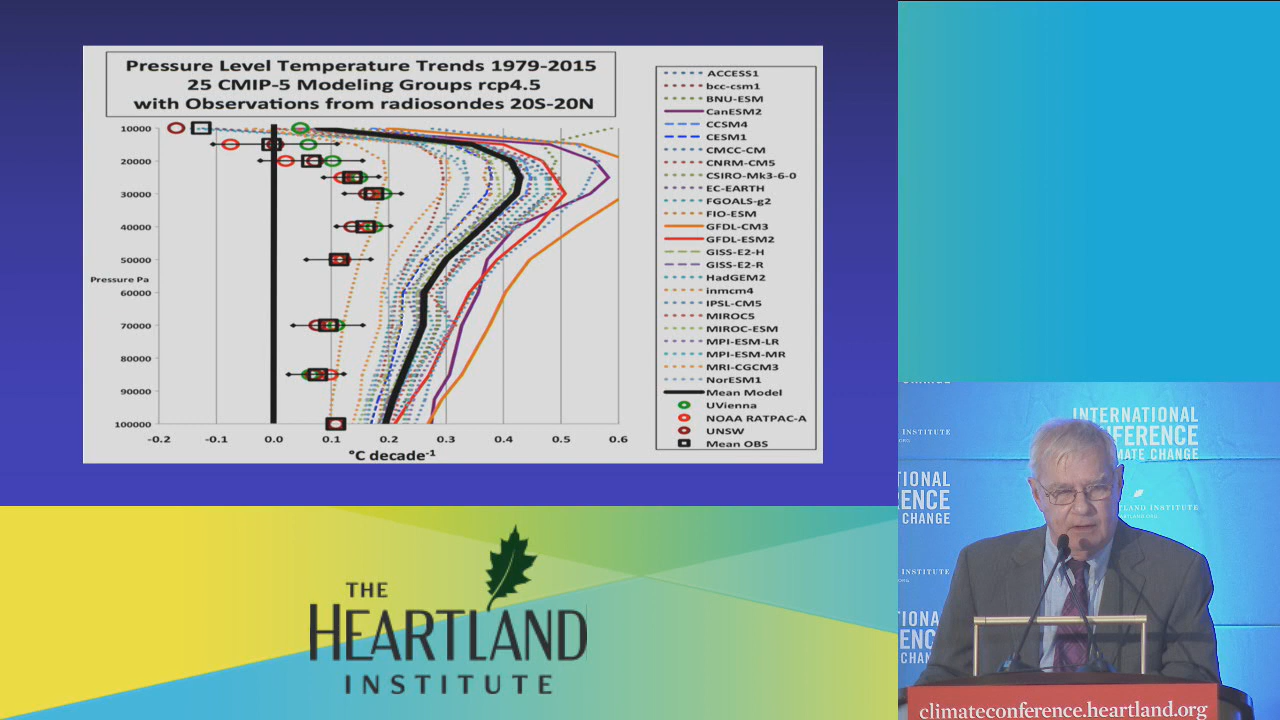 Pressure Level Temperature Trends 1979-2015
25 CMIP-5 Modeling Groups rcp4.5
with Observations from radiosondes 20S-20N
10000
15000
20000
25000
30000
40000
50000
Pressure Pa
60000
70000
80000
90000
100000
-0.2 -0.1 0.0 0.1 0.2 0.3 0.4 0.5 0.6
°C decade-1
ACCESS1
bcc-csm1
BNU-ESM
CanESM2
CCSM4
CESM1
CMCC-CM
CNRM-CM5
CSIRO-Mk3-6-0
EC-EARTH
FGOALS-g2
FIO-ESM
GFDL-CM3
GFDL-ESM2
GISS-E2-H
GISS-E2-R
HadGEM2
inmcm4
IPSL-CM5
MIROC5
MIROC-ESM
MPI-ESM-LR
MPI-ESM-MR
MRI-CGCM3
NorESM1
Mean Model
UVienna
NOAA RATPAC-A
UNSW
Mean OBS
THE
HEARTLAND
INSTITUTE
INTERNATIONAL
CHANGE
INSTITUTE
INSTITUTE
climateconference.heartland.org